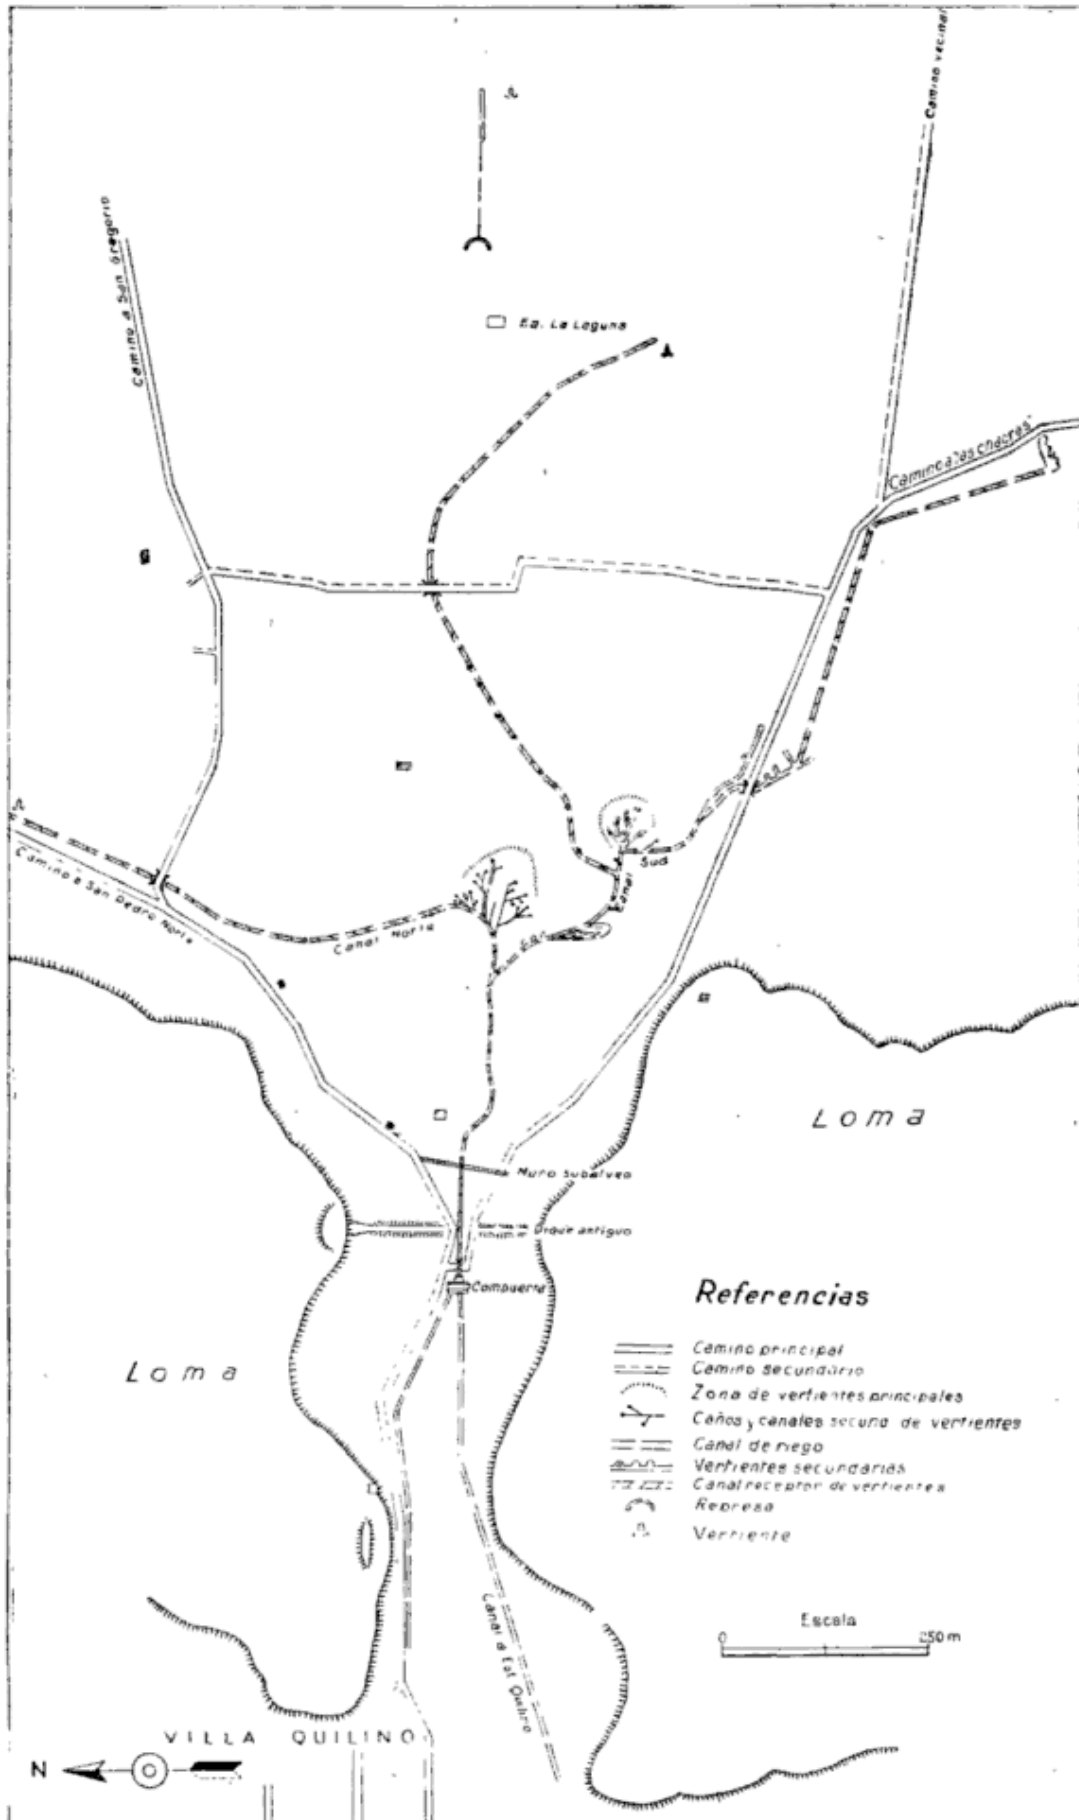 Camino vecinal
Camino a San Gregorio
Ea. La Laguna
Camino a las chacras
Camino a San Pedro Norte
Canal Norte
Canal Sud
Loma
Muro subalveo
Dique antiguo
Compuerta
Loma
Referencias
Camino principal
Camino secundario
Zona de vertientes principales
Caños y canales secund. de vertientes
Canal de riego
Vertientes secundarias
Canal receptor de vertientes
Represa
Vertiente
Canal a Est. Quilino
Escala
0 250 m
VILLA QUILINO
N